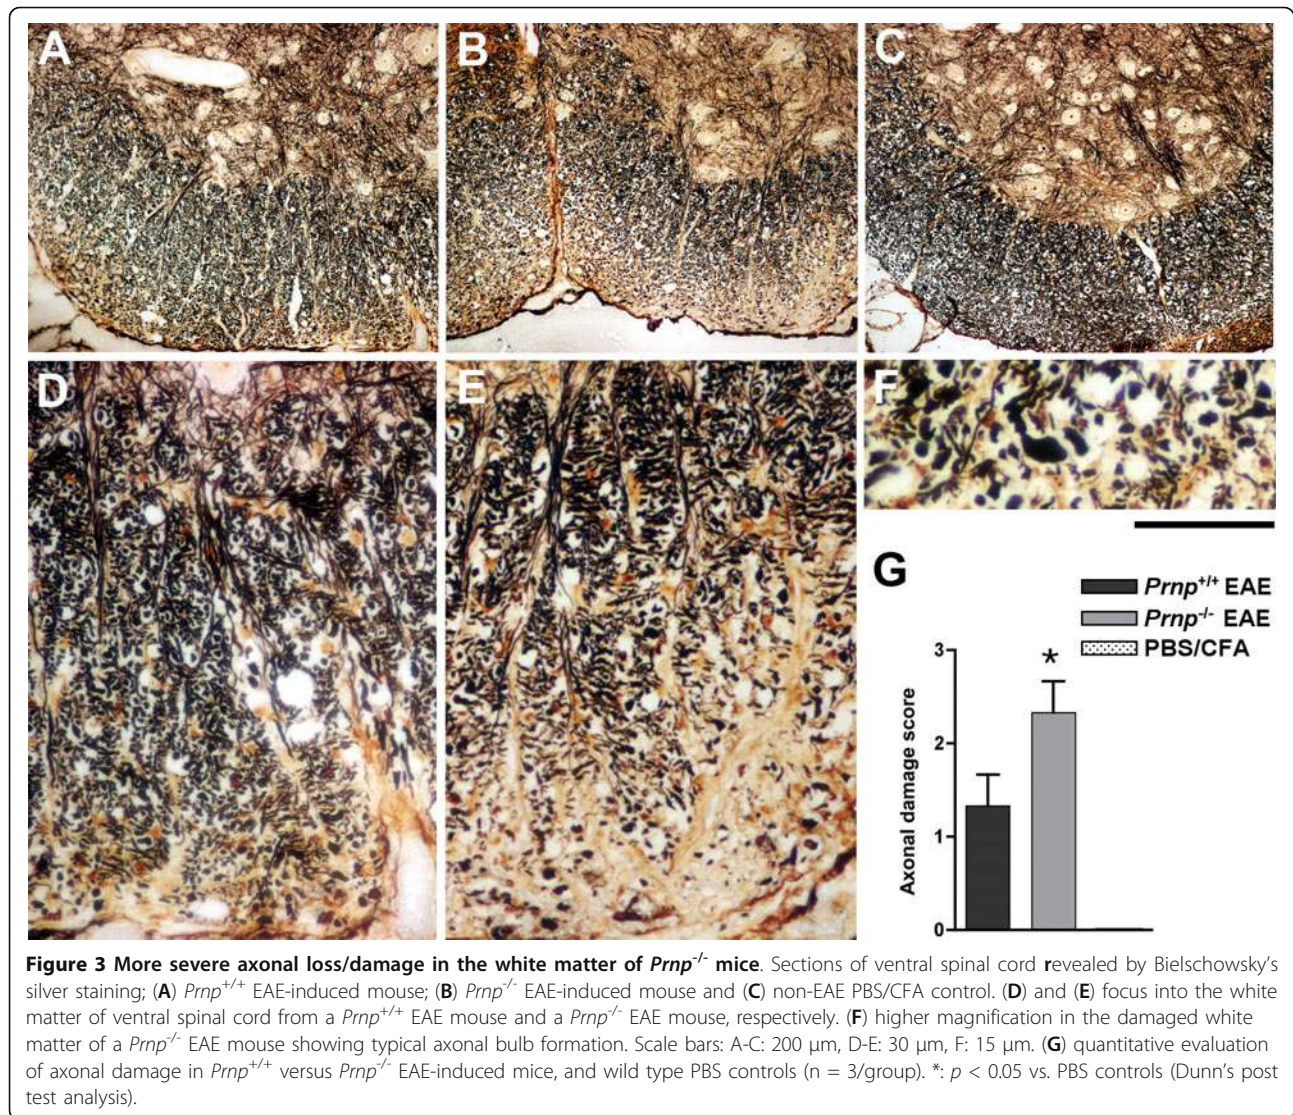 A
B
C
D
E
F
G
Prnp+/+ EAE
Prnp-/- EAE
PBS/CFA
3
*
2
1
0
Axonal damage score
Figure 3 More severe axonal loss/damage in the white matter of Prnp-/- mice. Sections of ventral spinal cord revealed by Bielschowsky's
silver staining; (A) Prnp+/+ EAE-induced mouse; (B) Prnp-/- EAE-induced mouse and (C) non-EAE PBS/CFA control. (D) and (E) focus into the white
matter of ventral spinal cord from a Prnp+/+ EAE mouse and a Prnp-/- EAE mouse, respectively. (F) higher magnification in the damaged white
matter of a Prnp-/- EAE mouse showing typical axonal bulb formation. Scale bars: A-C: 200 μm, D-E: 30 μm, F: 15 μm. (G) quantitative evaluation
of axonal damage in Prnp+/+ versus Prnp-/- EAE-induced mice, and wild type PBS controls (n = 3/group). *: p < 0.05 vs. PBS controls (Dunn's post
test analysis).